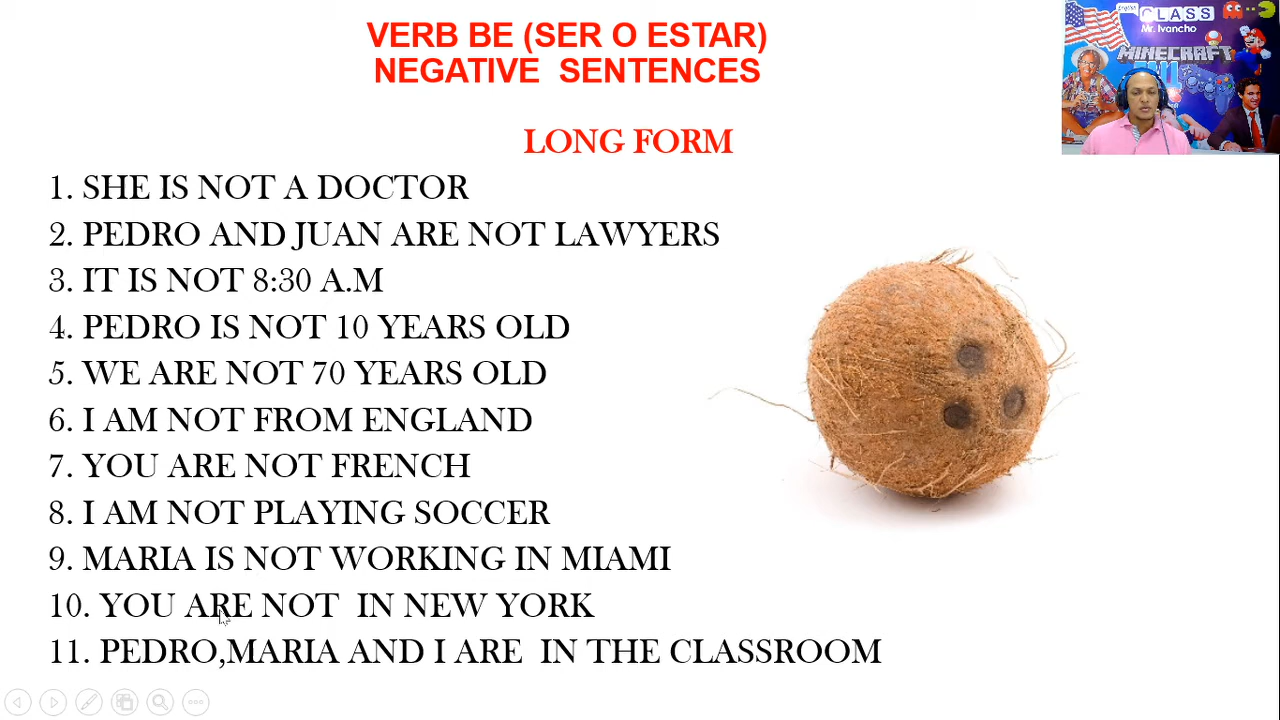 VERB BE (SER O ESTAR)
NEGATIVE SENTENCES
CLASS
Mr. Ivancho
MINECRAFT
LONG FORM
1. SHE IS NOT A DOCTOR
2. PEDRO AND JUAN ARE NOT LAWYERS
3. IT IS NOT 8:30 A.M
4. PEDRO IS NOT 10 YEARS OLD
5. WE ARE NOT 70 YEARS OLD
6. I AM NOT FROM ENGLAND
7. YOU ARE NOT FRENCH
8. I AM NOT PLAYING SOCCER
9. MARIA IS NOT WORKING IN MIAMI
10. YOU ARE NOT IN NEW YORK
11. PEDRO,MARIA AND I ARE IN THE CLASSROOM